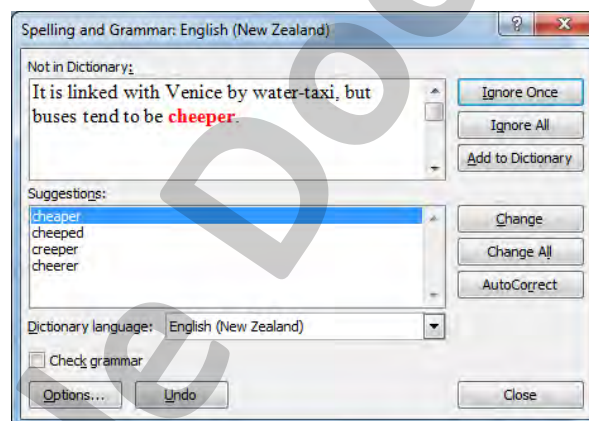 Spelling and Grammar: English (New Zealand)
Not in Dictionary:
It is linked with Venice by water-taxi, but
buses tend to be cheeper.
Ignore Once
Ignore All
Add to Dictionary
Suggestions:
cheaper
cheeped
creeper
cheerer
Change
Change All
AutoCorrect
Dictionary language: English (New Zealand)
Check grammar
Options... Undo Close